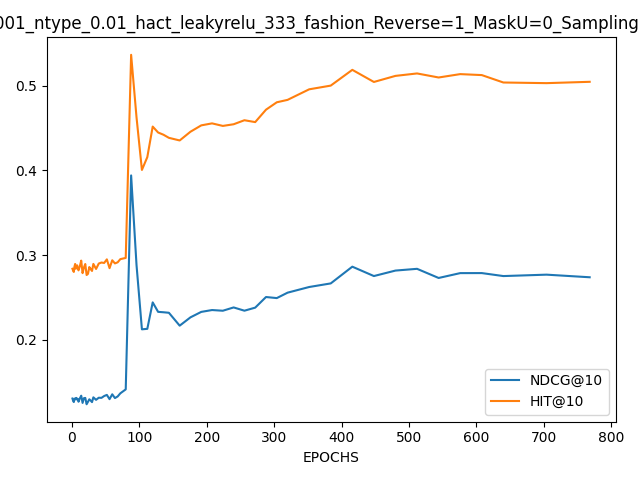 001_ntype_0.01_hact_leakyrelu_333_fashion_Reverse=1_MaskU=0_Sampling
0.5
0.4
0.3
0.2
NDCG@10
HIT@10
0 100 200 300 400 500 600 700 800
EPOCHS